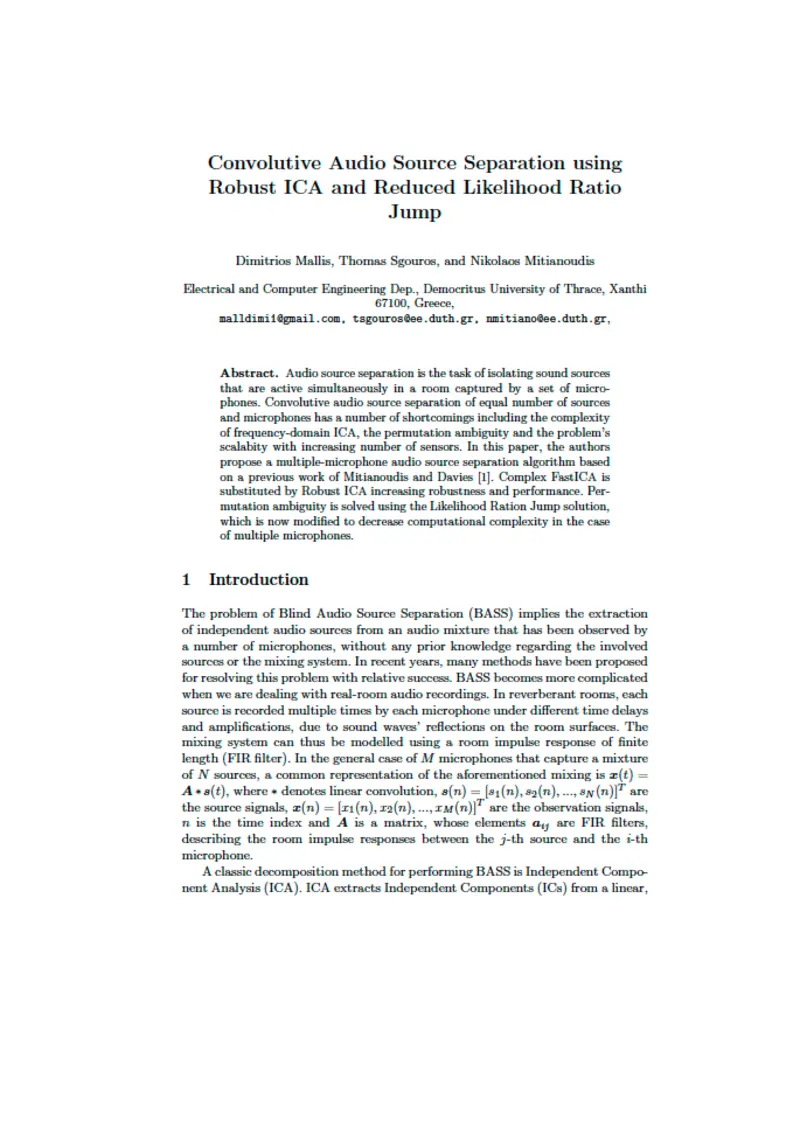 Convolutive Audio Source Separation using
Robust ICA and Reduced Likelihood Ratio
Jump
Dimitrios Mallis, Thomas Sgouros, and Nikolaos Mitianoudis
Electrical and Computer Engineering Dep., Democritus University of Thrace, Xanthi
67100, Greece,
malldimi1@gmail.com, tsgouros@ee.duth.gr, nmitiano@ee.duth.gr,
Abstract. Audio source separation is the task of isolating sound sources
that are active simultaneously in a room captured by a set of micro-
phones. Convolutive audio source separation of equal number of sources
and microphones has a number of shortcomings including the complexity
of frequency-domain ICA, the permutation ambiguity and the problem's
scalabity with increasing number of sensors. In this paper, the authors
propose a multiple-microphone audio source separation algorithm based
on a previous work of Mitianoudis and Davies [1]. Complex FastICA is
substituted by Robust ICA increasing robustness and performance. Per-
mutation ambiguity is solved using the Likelihood Ration Jump solution,
which is now modified to decrease computational complexity in the case
of multiple microphones.
1 Introduction
The problem of Blind Audio Source Separation (BASS) implies the extraction
of independent audio sources from an audio mixture that has been observed by
a number of microphones, without any prior knowledge regarding the involved
sources or the mixing system. In recent years, many methods have been proposed
for resolving this problem with relative success. BASS becomes more complicated
when we are dealing with real-room audio recordings. In reverberant rooms, each
source is recorded multiple times by each microphone under different time delays
and amplifications, due to sound waves' reflections on the room surfaces. The
mixing system can thus be modelled using a room impulse response of finite
length (FIR filter). In the general case of M microphones that capture a mixture
of N sources, a common representation of the aforementioned mixing is x(t) =
A ∗ s(t), where ∗ denotes linear convolution, s(n) = [s₁(n), s₂(n), ..., s_N(n)]ᵀ are
the source signals, x(n) = [x₁(n), x₂(n), ..., x_M(n)]ᵀ are the observation signals,
n is the time index and A is a matrix, whose elements a_ij are FIR filters,
describing the room impulse responses between the j-th source and the i-th
microphone.
A classic decomposition method for performing BASS is Independent Compo-
nent Analysis (ICA). ICA extracts Independent Components (ICs) from a linear,